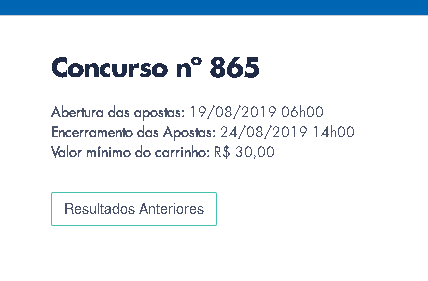 Concurso nº 865
Abertura das apostas: 19/08/2019 06h00
Encerramento das Apostas: 24/08/2019 14h00
Valor mínimo do carrinho: R$ 30,00
Resultados Anteriores